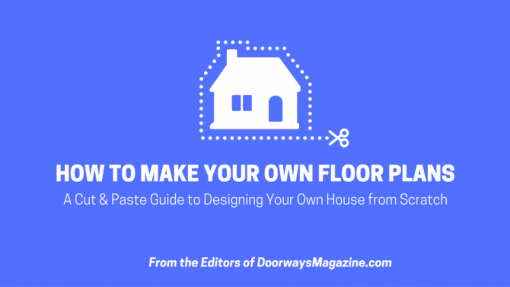 HOW TO MAKE YOUR OWN FLOOR PLANS
A Cut & Paste Guide to Designing Your Own House from Scratch
From the Editors of DoorwaysMagazine.com